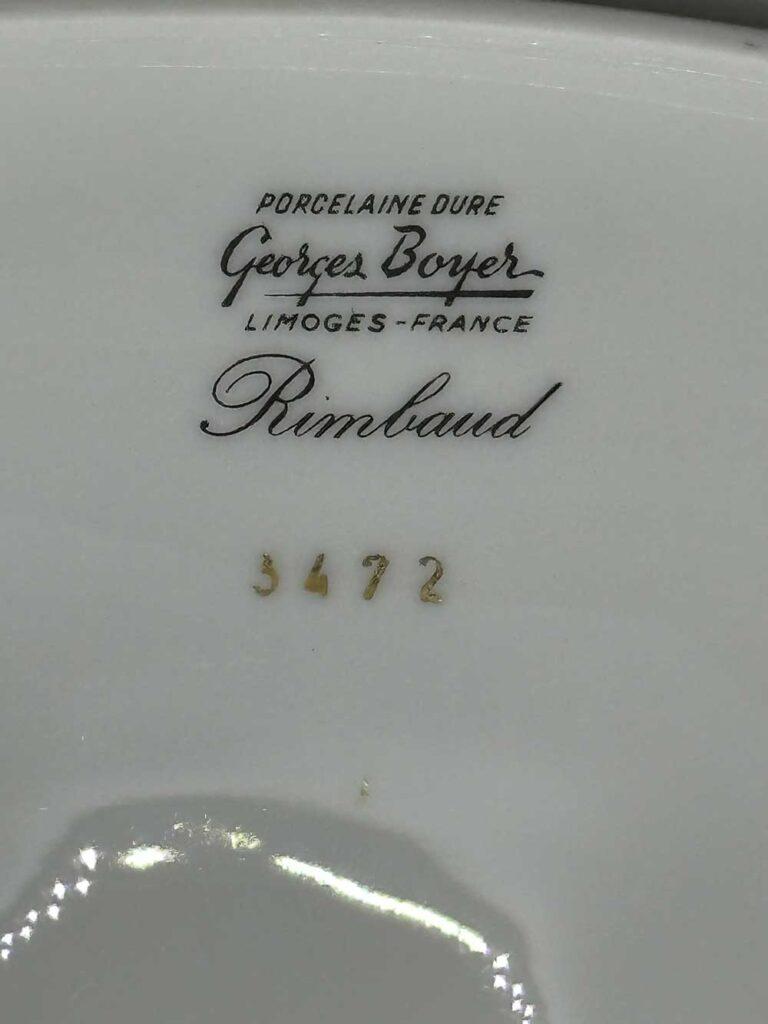 PORCELAINE DURE
Georges Boyer
LIMOGES-FRANCE
Rimbaud
3472